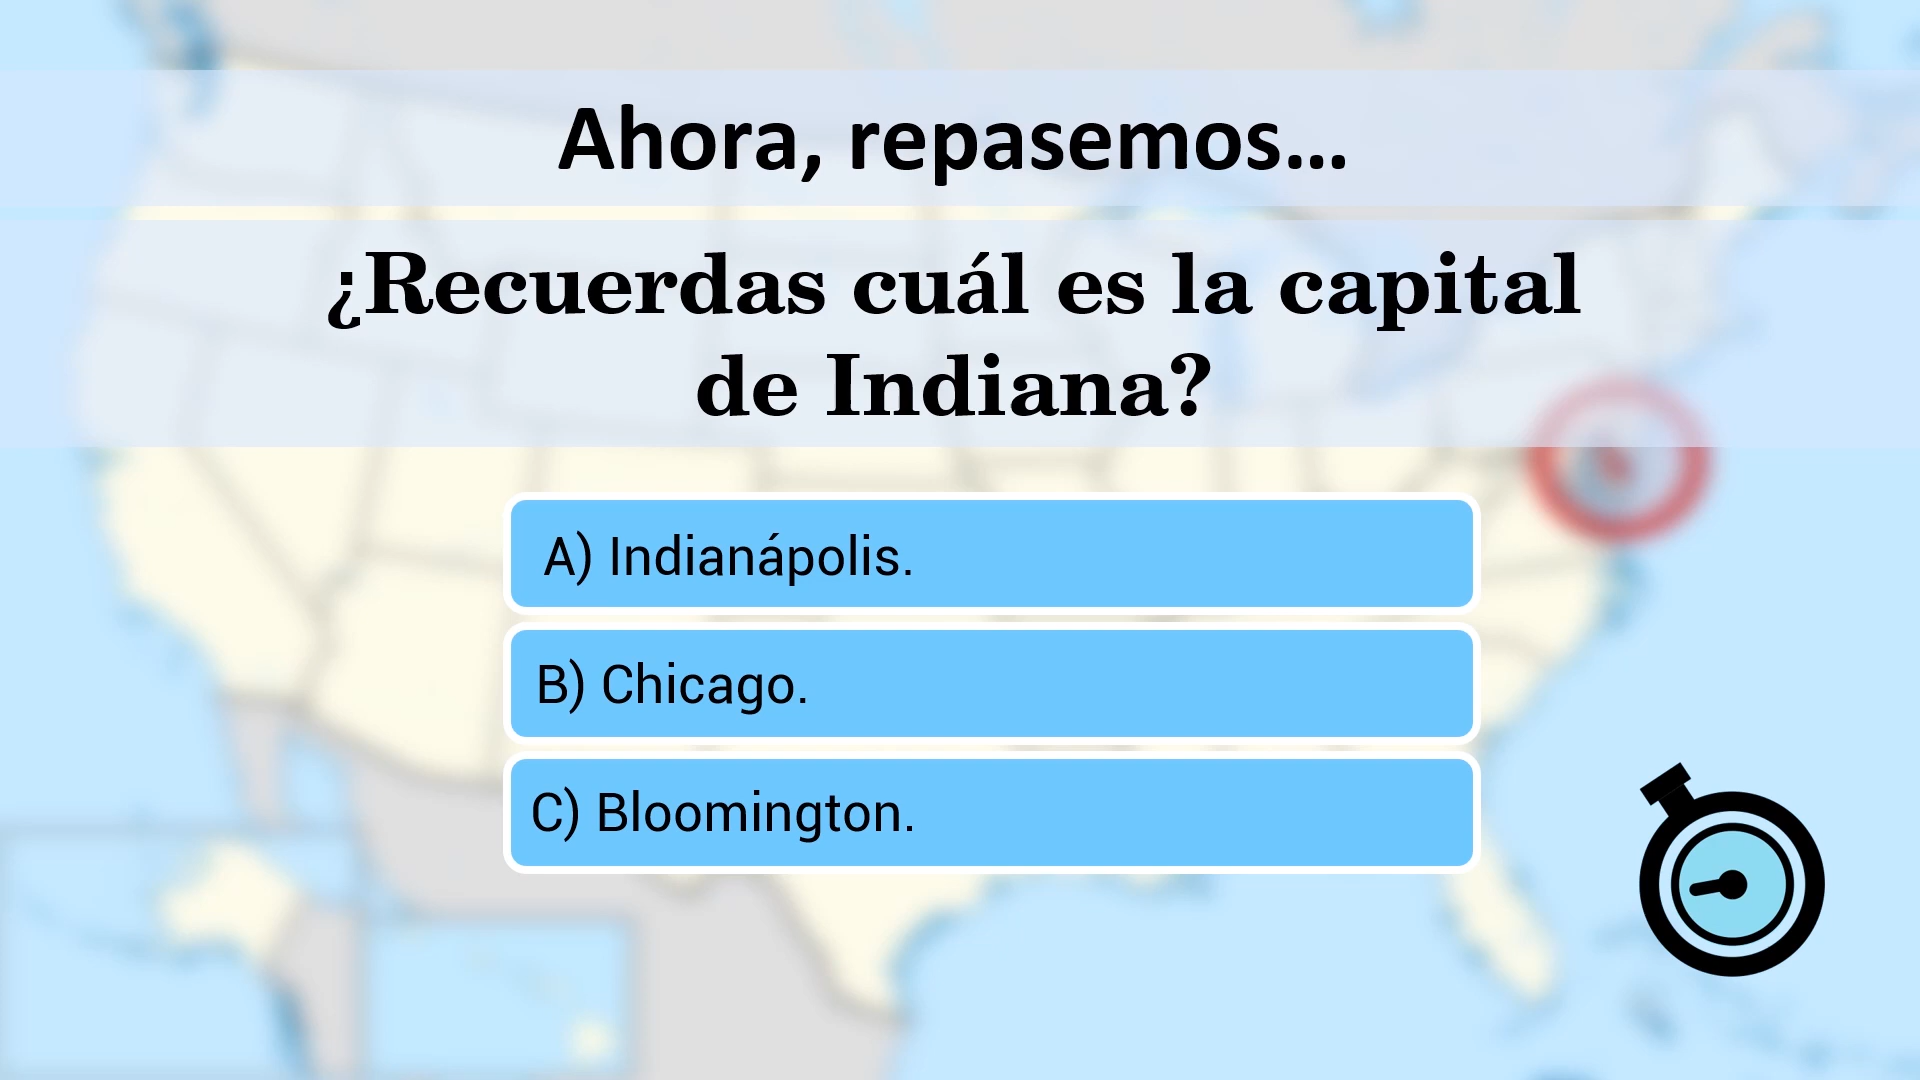 Ahora, repasemos...
¿Recuerdas cuál es la capital
de Indiana?
A) Indianápolis.
B) Chicago.
C) Bloomington.